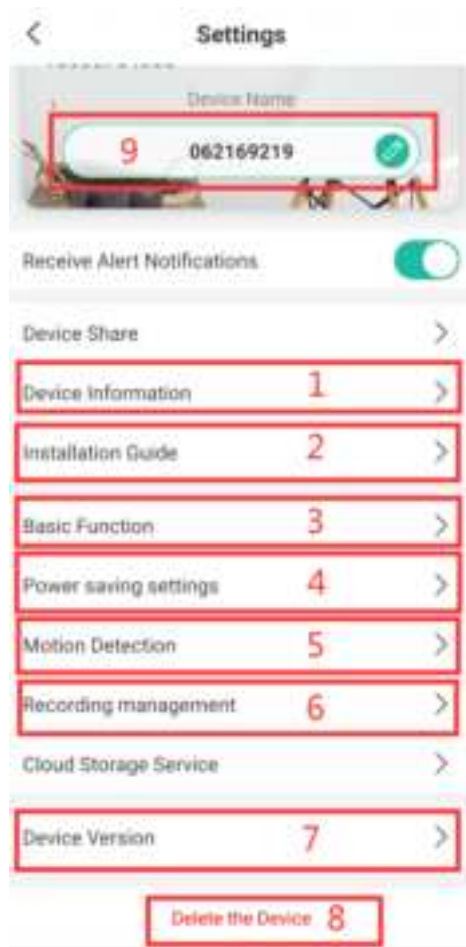 Settings
Device Name
9 062169219
Receive Alert Notifications
Device Share
Device Information 1
Installation Guide 2
Basic Function 3
Power saving settings 4
Motion Detection 5
Recording management 6
Cloud Storage Service
Device Version 7
Delete the Device 8